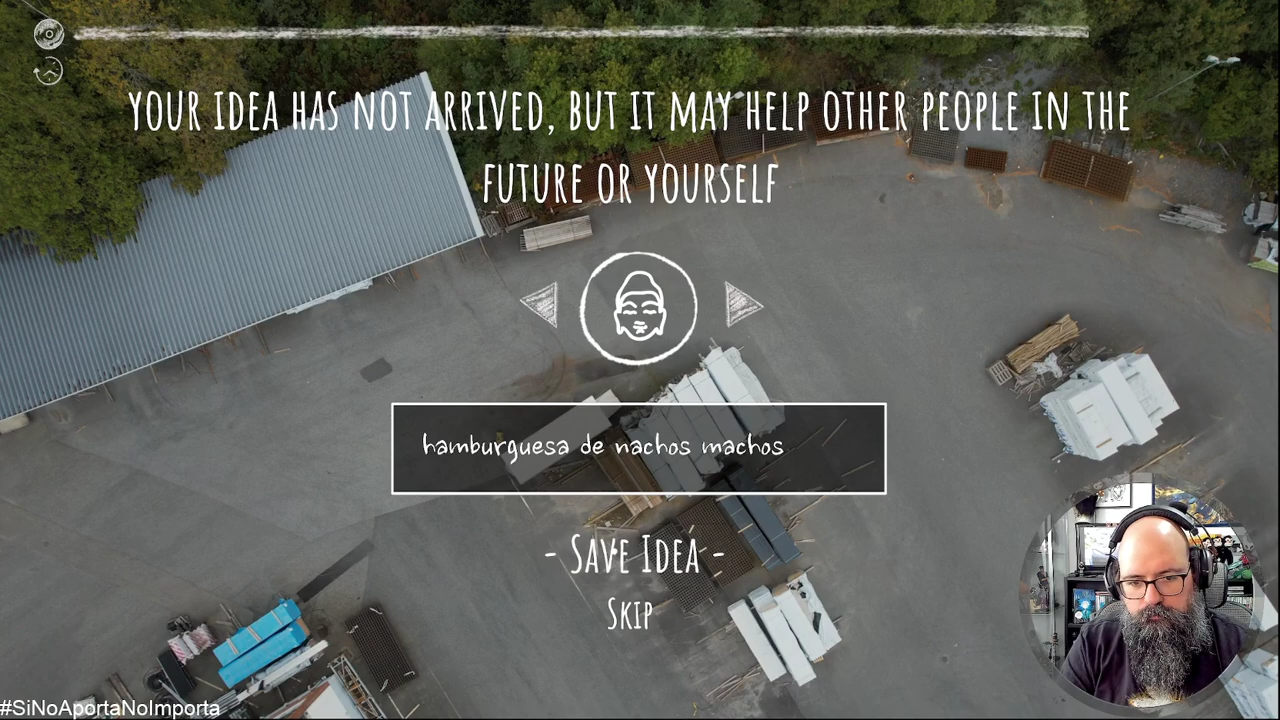 YOUR IDEA HAS NOT ARRIVED, BUT IT MAY HELP OTHER PEOPLE IN THE
FUTURE OR YOURSELF
hamburguesa de nachos machos
- SAVE IDEA -
SKIP
#SiNoAportaNoImporta